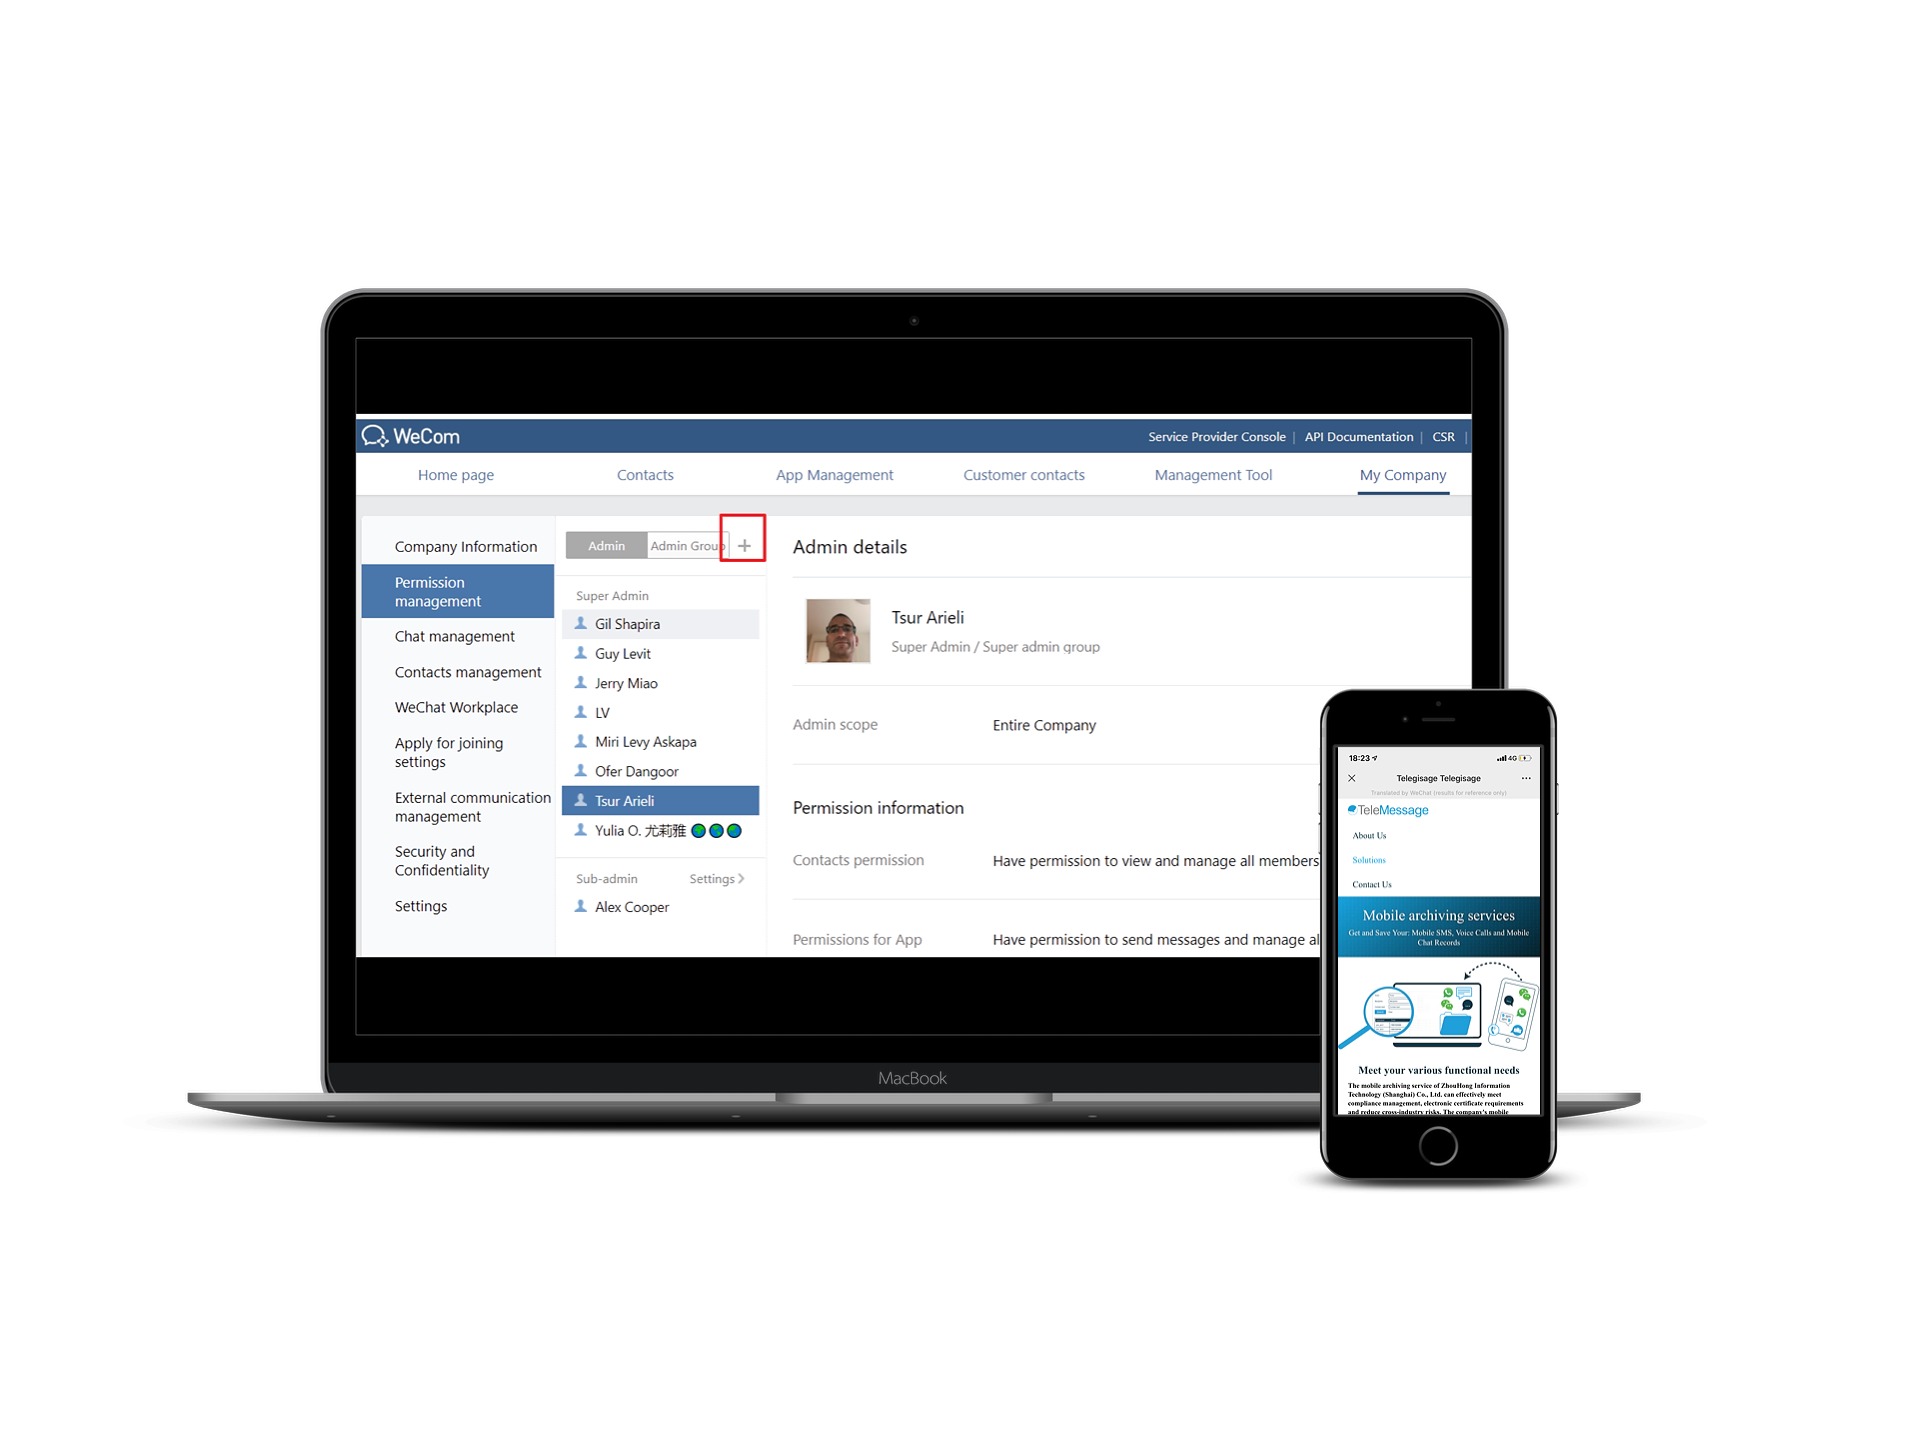 WeCom
Service Provider Console | API Documentation | CSR |
Home page
Contacts
App Management
Customer contacts
Management Tool
My Company
Company Information
Permission
management
Chat management
Contacts management
WeChat Workplace
Apply for joining
settings
External communication
management
Security and
Confidentiality
Settings
Admin
Admin Group
+
Super Admin
Gil Shapira
Guy Levit
Jerry Miao
LV
Miri Levy Askapa
Ofer Dangoor
Tsur Arieli
Yulia O. 尤莉雅
Sub-admin
Settings
Alex Cooper
Admin details
Tsur Arieli
Super Admin / Super admin group
Admin scope
Entire Company
Permission information
Contacts permission
Have permission to view and manage all members
Permissions for App
Have permission to send messages and manage al
MacBook
18:23
4G
Telegisage Telegisage
Translated by WeChat (results for reference only)
TeleMessage
About Us
Solutions
Contact Us
Mobile archiving services
Get and Save Your: Mobile SMS, Voice Calls and Mobile
Chat Records
Meet your various functional needs
The mobile archiving service of ZhouHong Information
Technology (Shanghai) Co., Ltd. can effectively meet
compliance management, electronic certificate requirements
and reduce cross-industry risks. The company's mobile